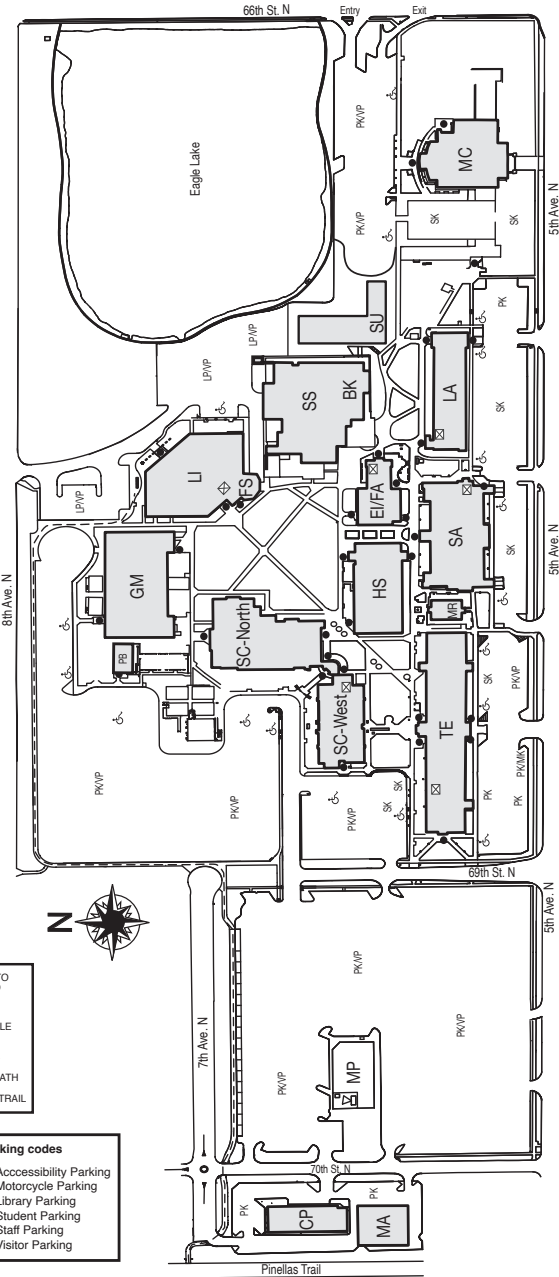 66th St. N
Entry
Exit
Eagle Lake
PK/VP
PK/VP
MC
SK
SK
5th Ave. N
PK
SU
LP/VP
LP/VP
LA
SK
SS
BK
LI
FS
EI/FA
LP/VP
SA
SK
5th Ave. N
8th Ave. N
GM
HS
MR
PB
SC-North
SC-West
TE
SK
PK/VP
PK/MK
PK
PK
PK/VP
PK/VP
PK/VP
SK
SK
69th St. N
5th Ave. N
N
7th Ave. N
PK/VP
PK/VP
PK/VP
MP
TO
LE
ATH
TRAIL
70th St. N
PK
PK
CP
MA
Pinellas Trail
king codes
Acccessibility Parking
Motorcycle Parking
Library Parking
Student Parking
Staff Parking
Visitor Parking